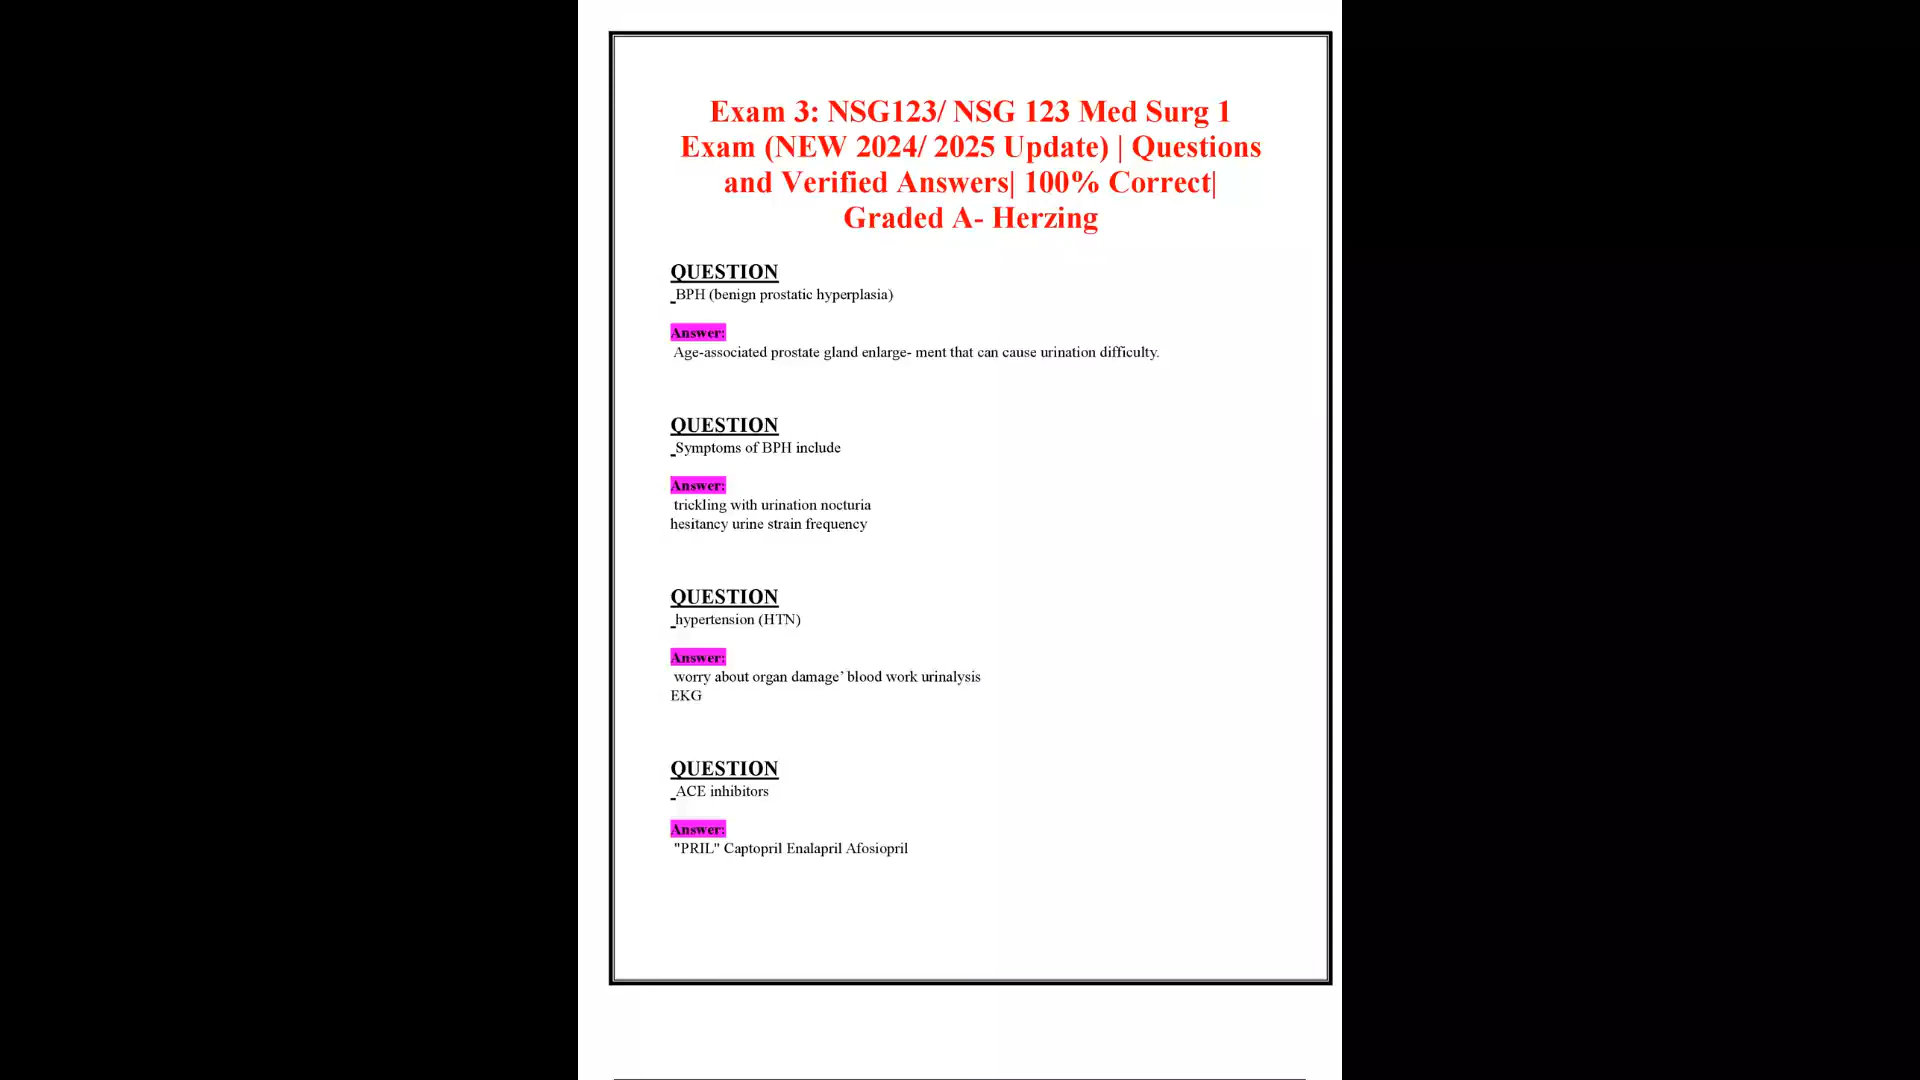 Exam 3: NSG123/ NSG 123 Med Surg 1
Exam (NEW 2024/ 2025 Update) | Questions
and Verified Answers| 100% Correct|
Graded A- Herzing
QUESTION
BPH (benign prostatic hyperplasia)
Answer:
Age-associated prostate gland enlarge- ment that can cause urination difficulty.
QUESTION
Symptoms of BPH include
Answer:
trickling with urination nocturia
hesitancy urine strain frequency
QUESTION
hypertension (HTN)
Answer:
worry about organ damage’ blood work urinalysis
EKG
QUESTION
ACE inhibitors
Answer:
"PRIL" Captopril Enalapril Afosiopril